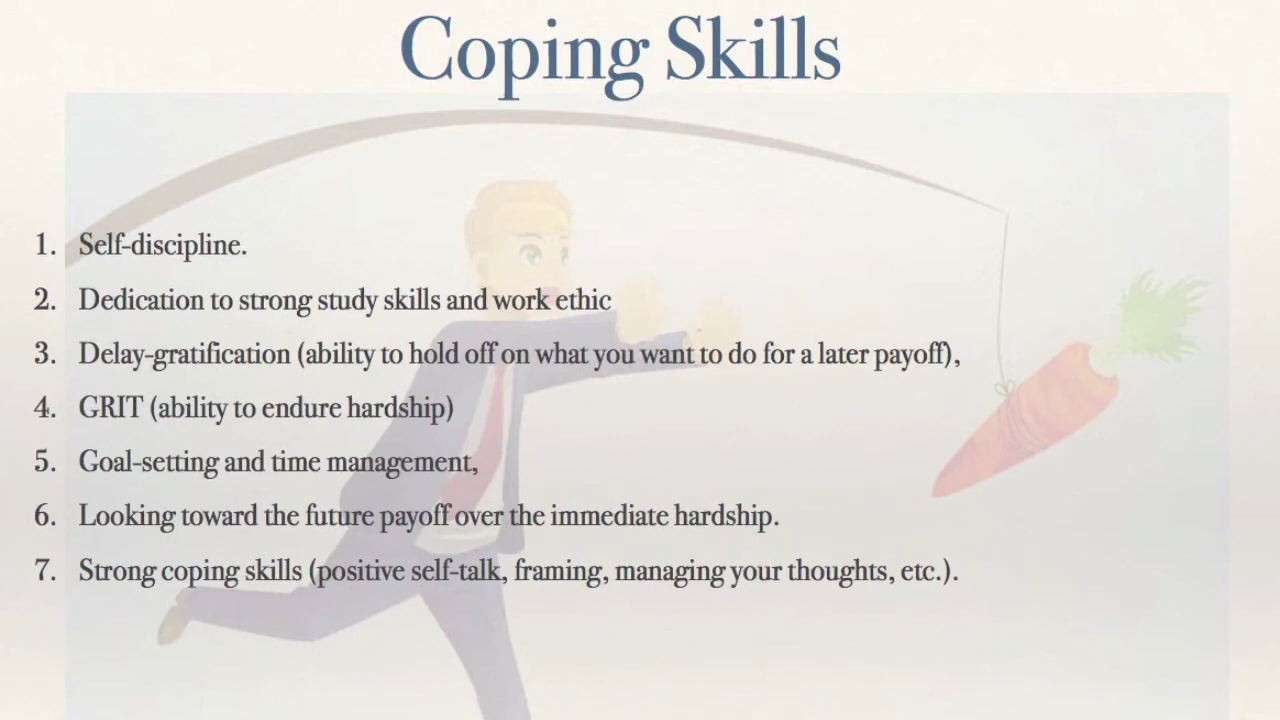 Coping Skills
1. Self-discipline.
2. Dedication to strong study skills and work ethic
3. Delay-gratification (ability to hold off on what you want to do for a later payoff),
4. GRIT (ability to endure hardship)
5. Goal-setting and time management,
6. Looking toward the future payoff over the immediate hardship.
7. Strong coping skills (positive self-talk, framing, managing your thoughts, etc.).